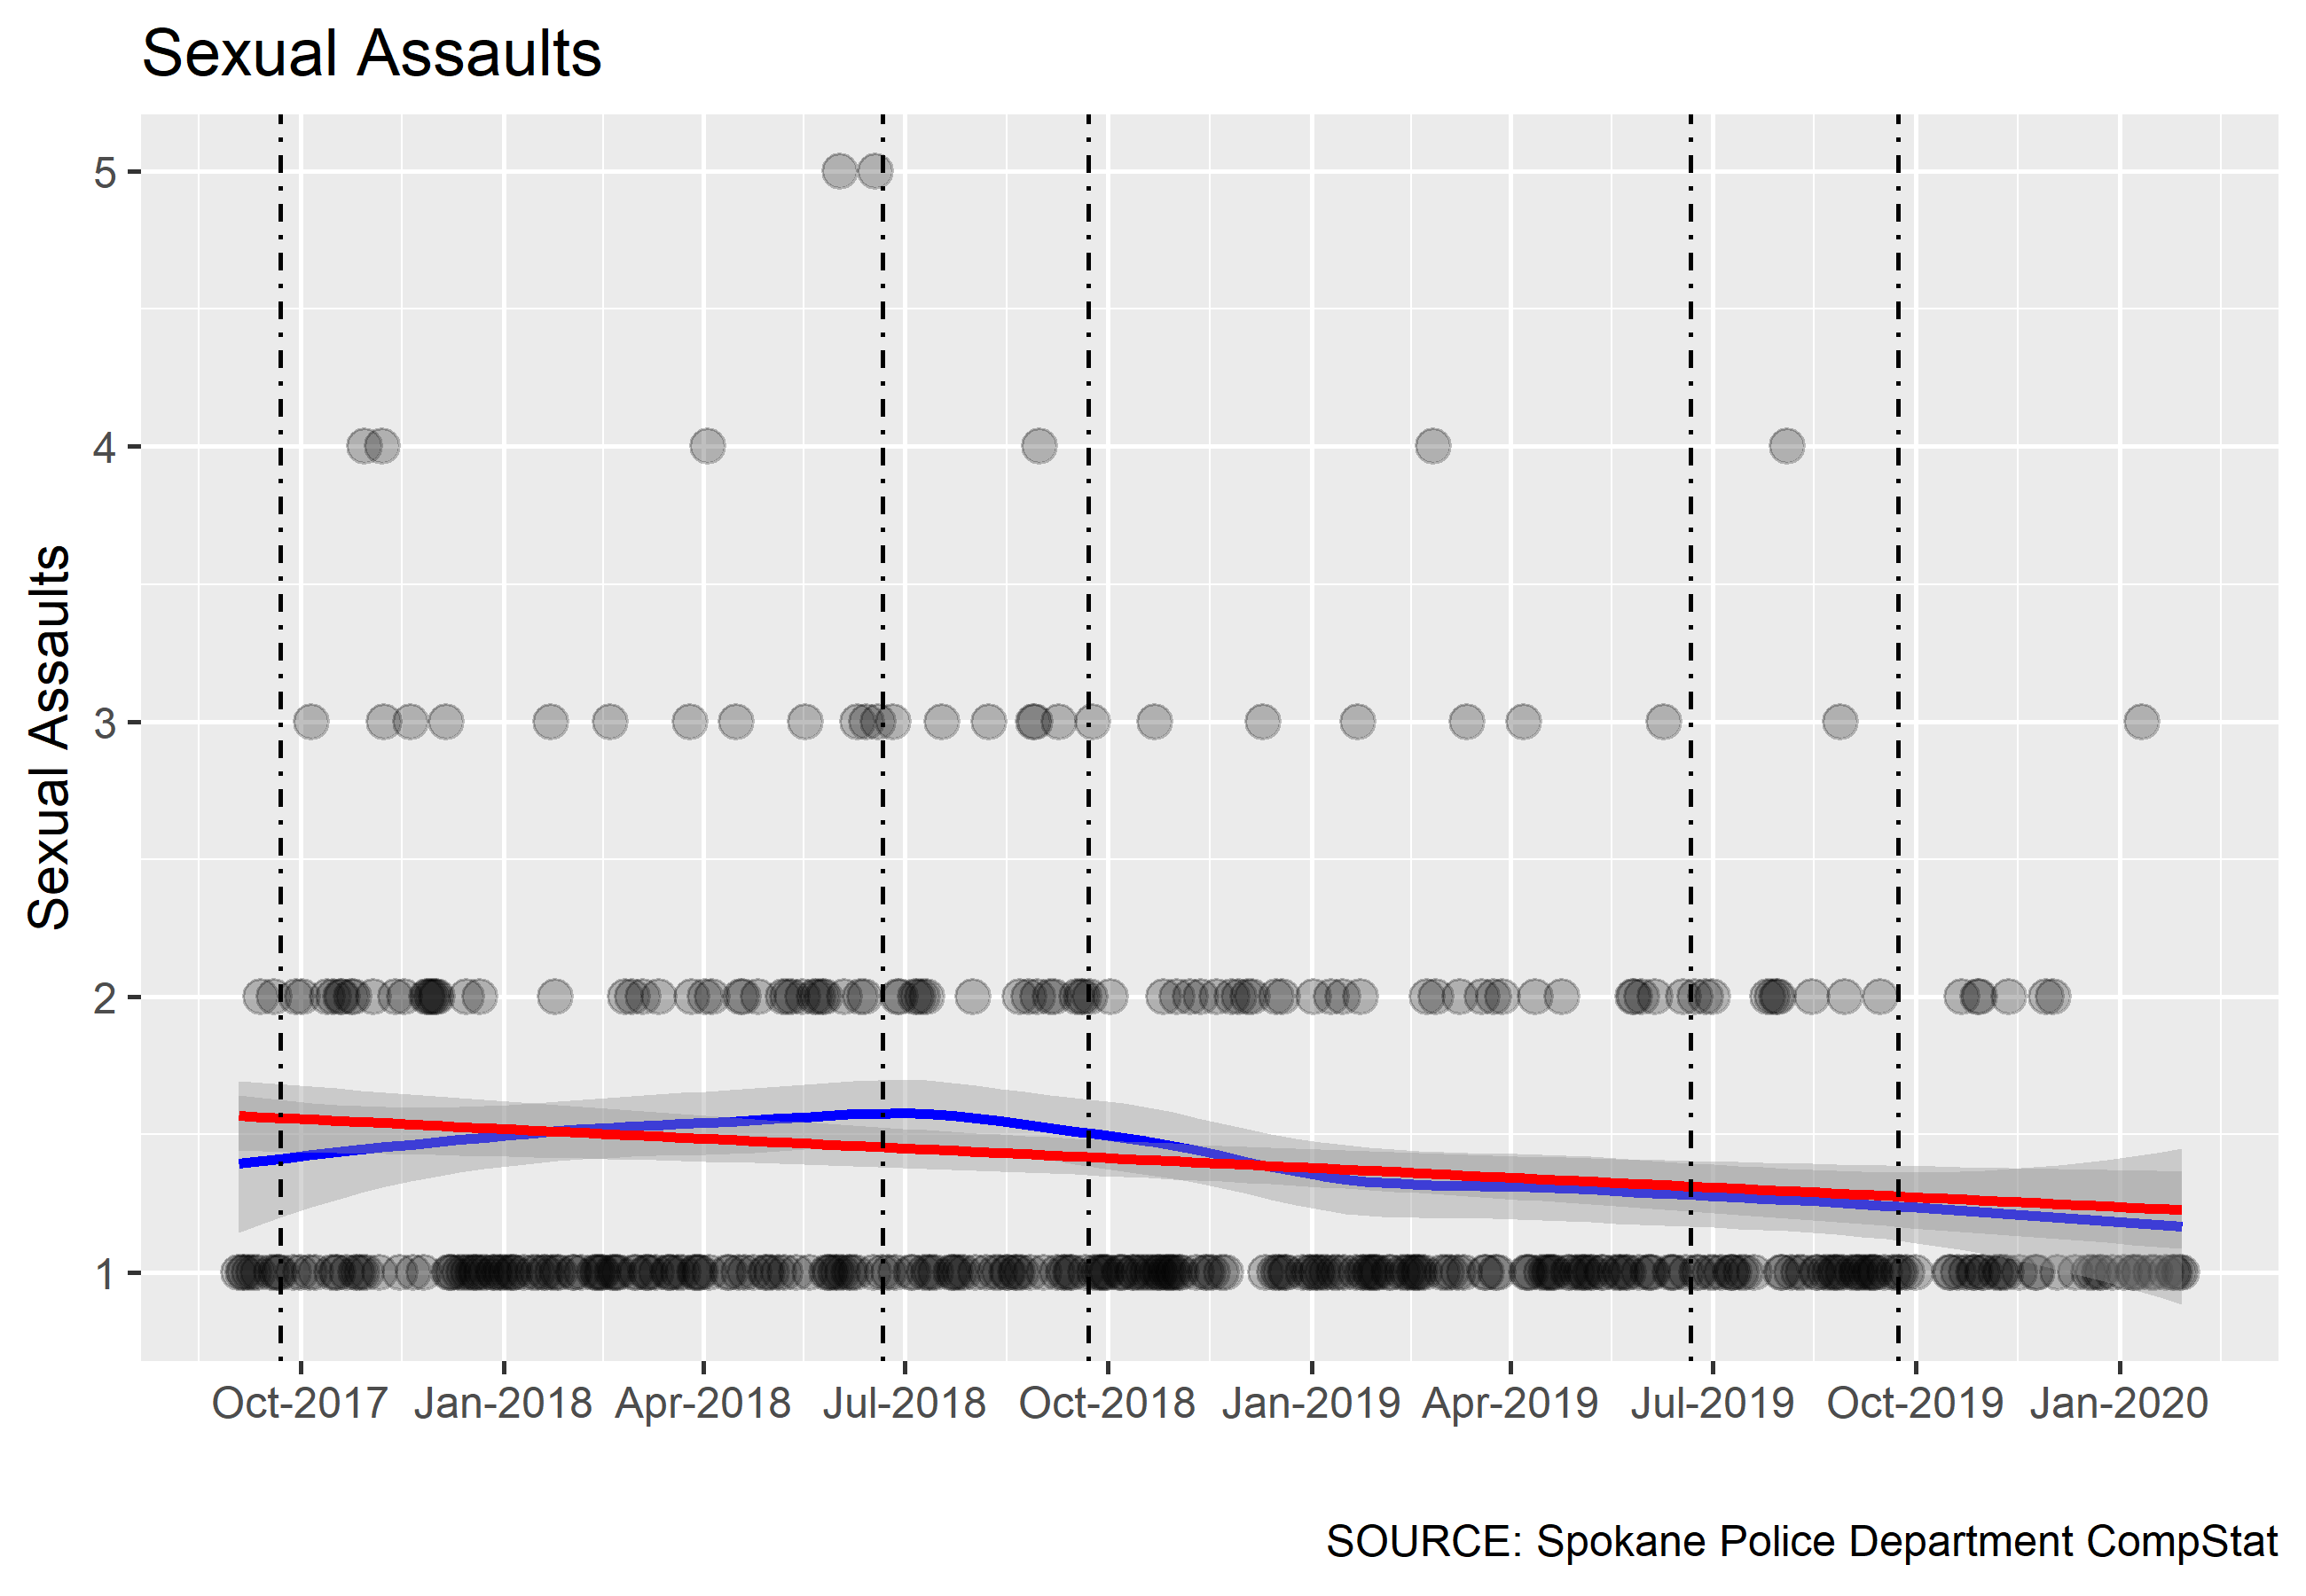 Sexual Assaults
Sexual Assaults
5
4
3
2
1
Oct-2017 Jan-2018 Apr-2018 Jul-2018 Oct-2018 Jan-2019 Apr-2019 Jul-2019 Oct-2019 Jan-2020
SOURCE: Spokane Police Department CompStat